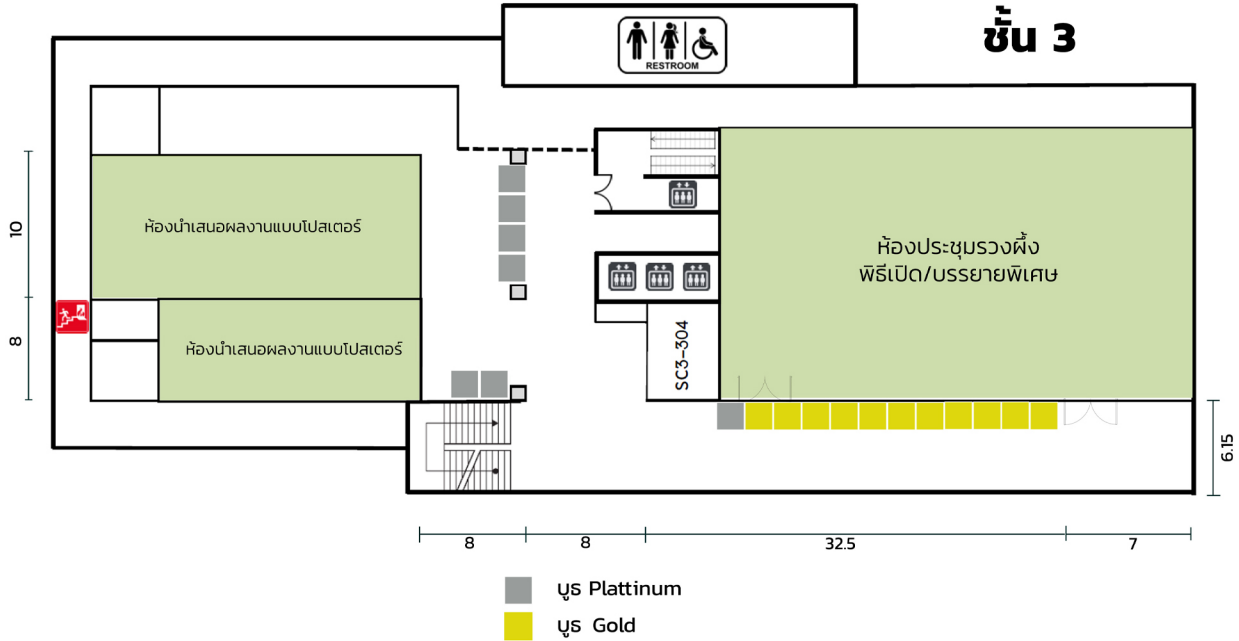 ชั้น 3
RESTROOM
ห้องนำเสนอผลงานแบบโปสเตอร์
ห้องประชุมรวงผึ้ง
พิธีเปิด/บรรยายพิเศษ
10
8
ห้องนำเสนอผลงานแบบโปสเตอร์
SC3-304
6.15
8
8
32.5
7
บูธ Plattinum
บูธ Gold